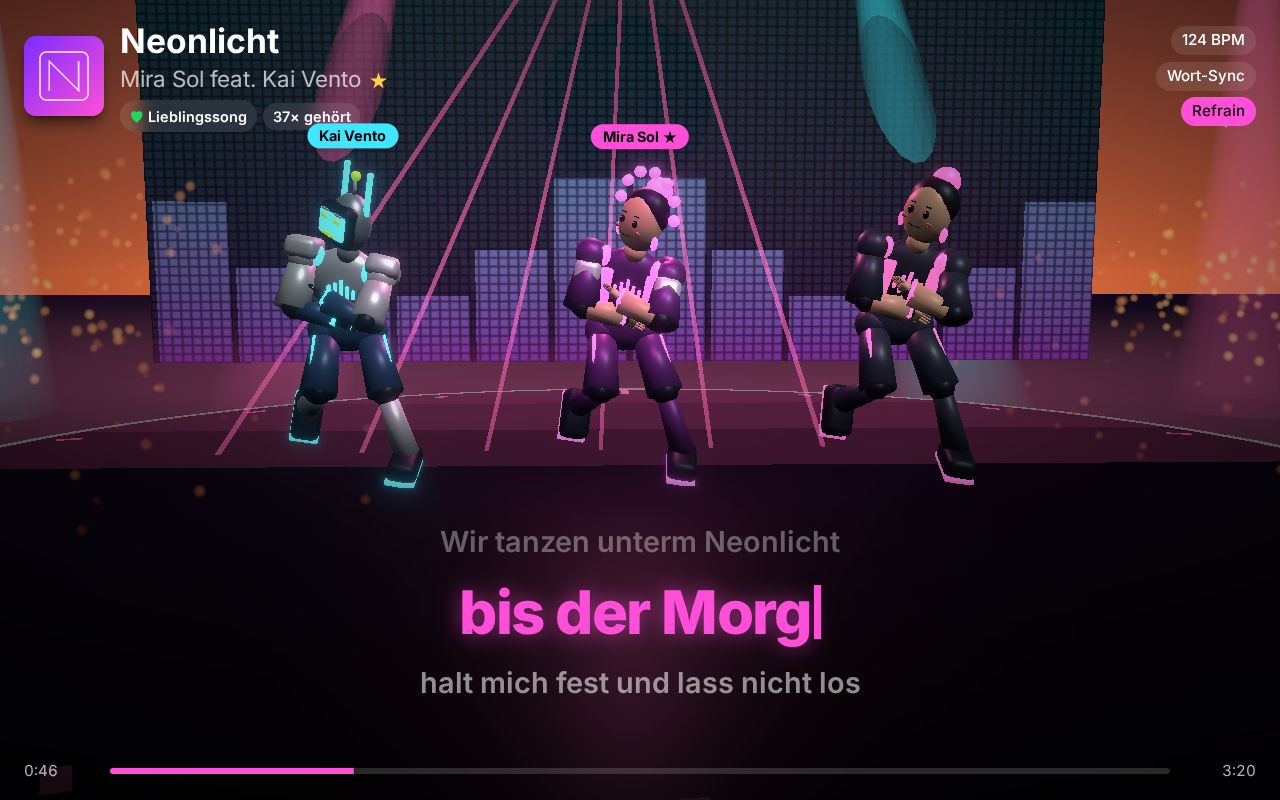 Neonlicht
Mira Sol feat. Kai Vento ★
Lieblingssong
37× gehört
124 BPM
Wort-Sync
Refrain
Kai Vento
Mira Sol ★
Wir tanzen unterm Neonlicht
bis der Morg
halt mich fest und lass nicht los
0:46
3:20